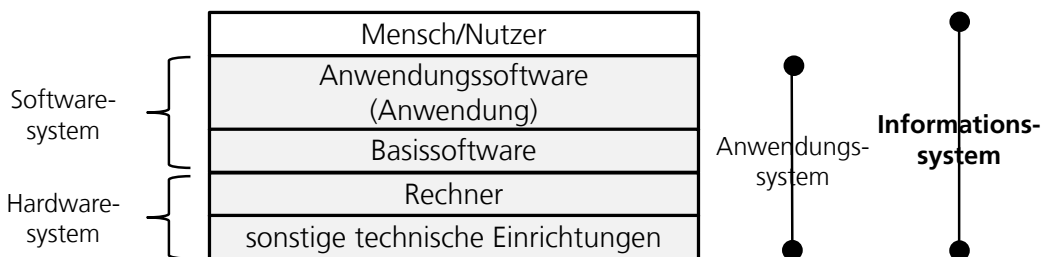 Mensch/Nutzer
Software-
system
Anwendungssoftware
(Anwendung)
Basissoftware
Hardware-
system
Rechner
sonstige technische Einrichtungen
Anwendungs-
system
Informations-
system